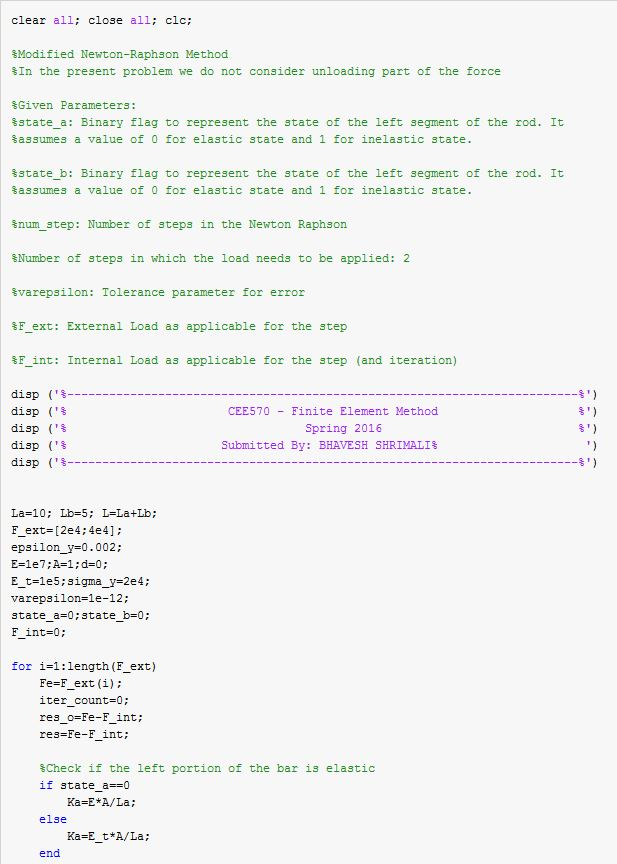 clear all; close all; clc;
%Modified Newton-Raphson Method
%In the present problem we do not consider unloading part of the force
%Given Parameters:
%state_a: Binary flag to represent the state of the left segment of the rod. It
%assumes a value of 0 for elastic state and 1 for inelastic state.
%state_b: Binary flag to represent the state of the left segment of the rod. It
%assumes a value of 0 for elastic state and 1 for inelastic state.
%num_step: Number of steps in the Newton Raphson
%Number of steps in which the load needs to be applied: 2
%varepsilon: Tolerance parameter for error
%F_ext: External Load as applicable for the step
%F_int: Internal Load as applicable for the step (and iteration)
disp ('%-------------------------------------------------------------------------%')
disp ('%                       CEE570 - Finite Element Method                    %')
disp ('%                                  Spring 2016                            %')
disp ('%                      Submitted By: BHAVESH SHRIMALI%                     ')
disp ('%-------------------------------------------------------------------------%')
La=10; Lb=5; L=La+Lb;
F_ext=[2e4;4e4];
epsilon_y=0.002;
E=1e7;A=1;d=0;
E_t=1e5;sigma_y=2e4;
varepsilon=1e-12;
state_a=0;state_b=0;
F_int=0;
for i=1:length(F_ext)
    Fe=F_ext(i);
    iter_count=0;
    res_o=Fe-F_int;
    res=Fe-F_int;
    %Check if the left portion of the bar is elastic
    if state_a==0
        Ka=E*A/La;
    else
        Ka=E_t*A/La;
    end